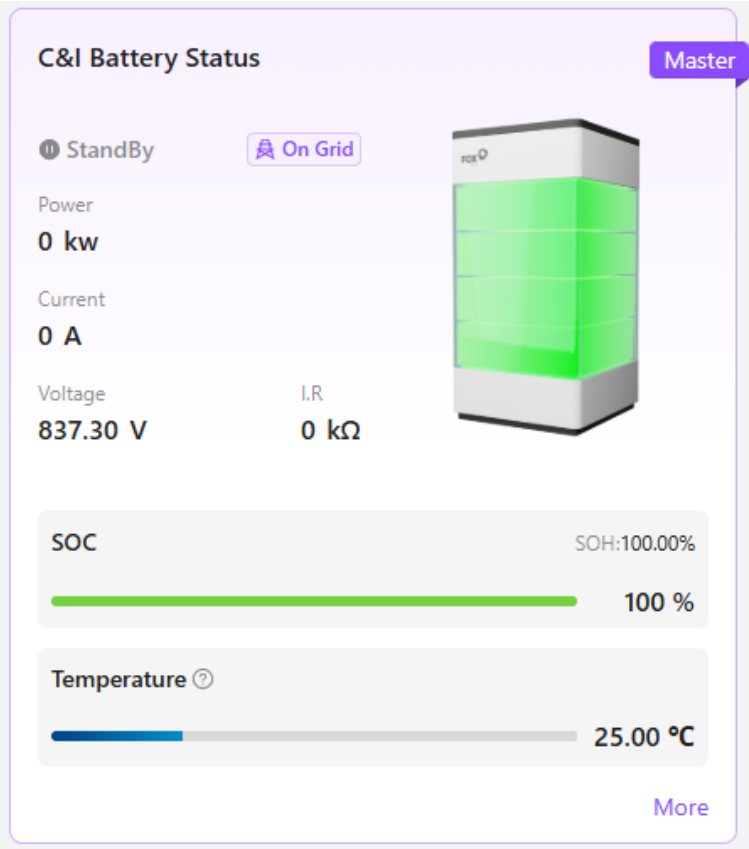 C&I Battery Status
Master
StandBy
On Grid
FOX
Power
0 kw
Current
0 A
Voltage
I.R
837.30 V
0 kΩ
SOC
SOH:100.00%
100 %
Temperature ?
25.00 ℃
More